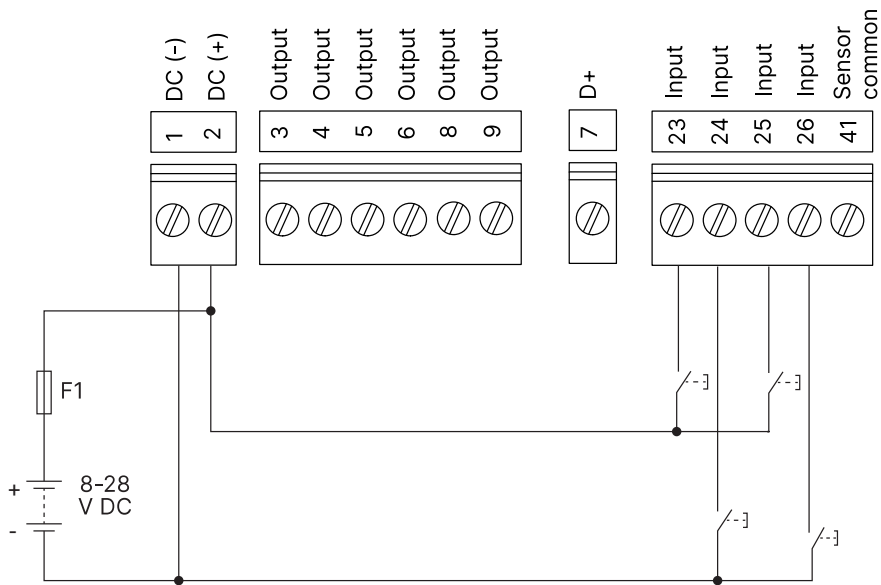 DC (-)
DC (+)
Output
Output
Output
Output
Output
Output
D+
Input
Input
Input
Input
Sensor
common
1
2
3
4
5
6
8
9
7
23
24
25
26
41
F1
+
8-28
V DC
-